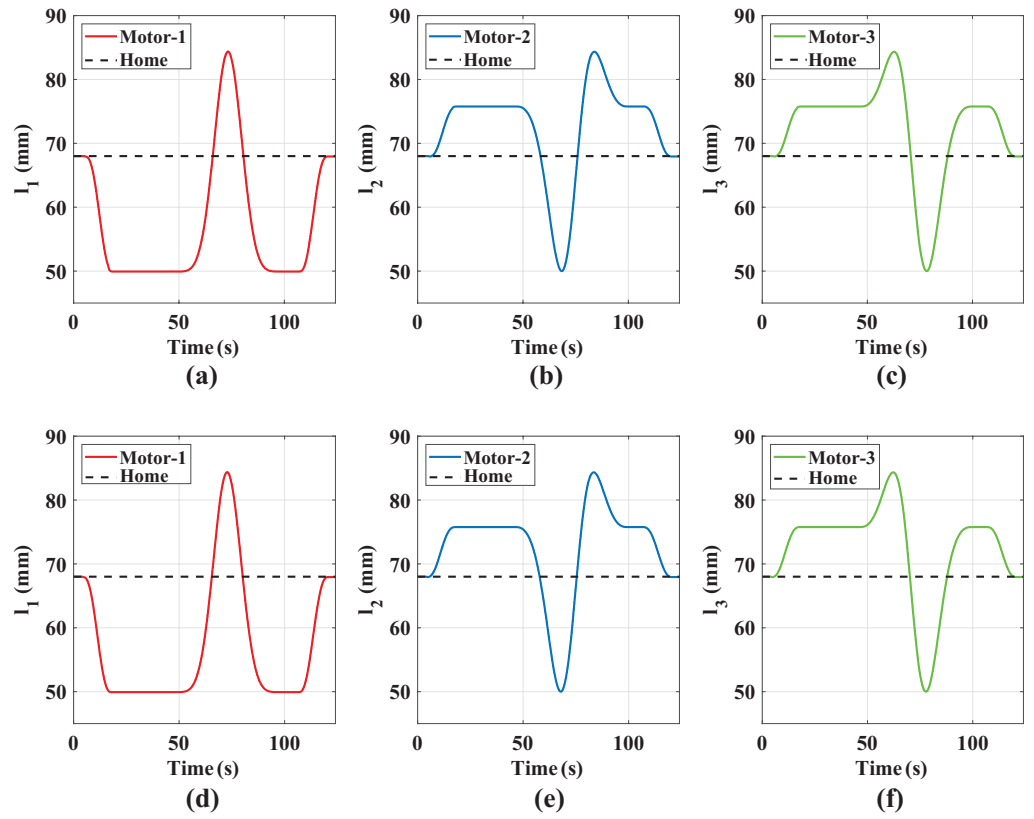 90
80
70
60
50
l1 (mm)
Motor-1
Home
0 50 100
Time (s)
(a)
90
80
70
60
50
l2 (mm)
Motor-2
Home
0 50 100
Time (s)
(b)
90
80
70
60
50
l3 (mm)
Motor-3
Home
0 50 100
Time (s)
(c)
90
80
70
60
50
l1 (mm)
Motor-1
Home
0 50 100
Time (s)
(d)
90
80
70
60
50
l2 (mm)
Motor-2
Home
0 50 100
Time (s)
(e)
90
80
70
60
50
l3 (mm)
Motor-3
Home
0 50 100
Time (s)
(f)